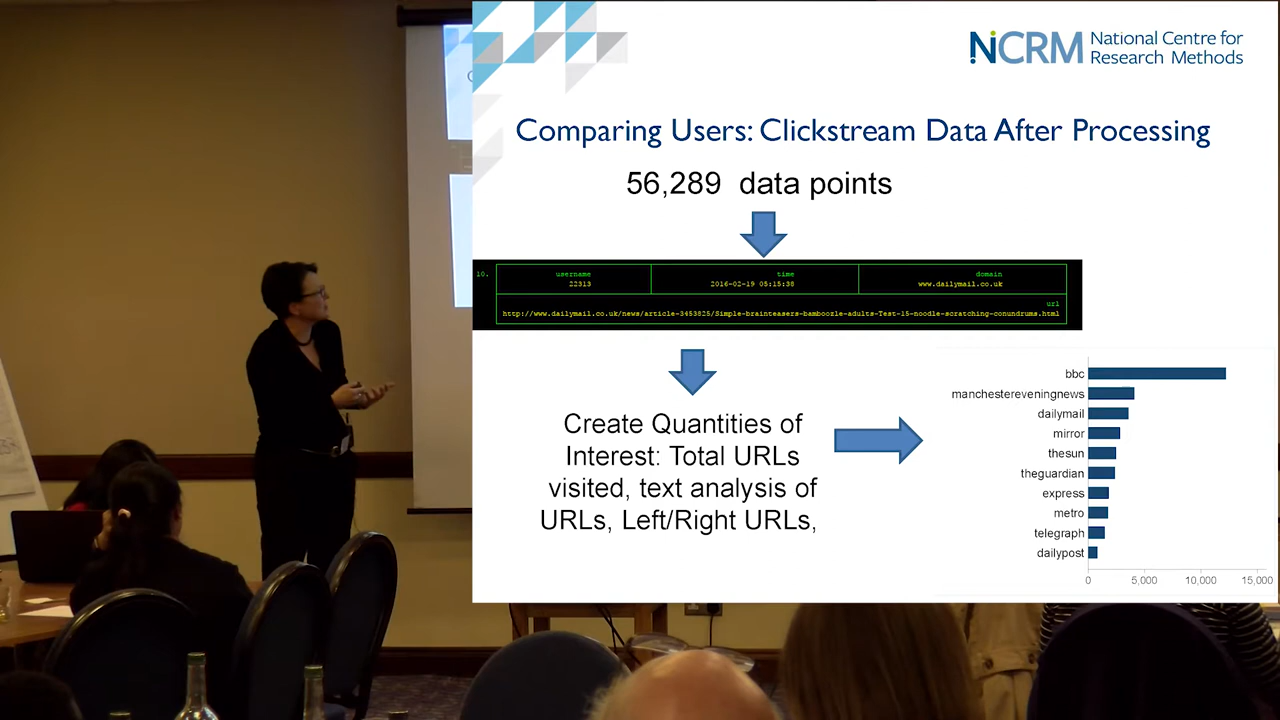 NCRM National Centre for
Research Methods
Comparing Users: Clickstream Data After Processing
56,289 data points
10.
username
22313
time
2016-02-19 05:15:38
domain
www.dailymail.co.uk
url
http://www.dailymail.co.uk/news/article-3453825/Simple-brainteasers-bamboozle-adults-Test-15-noodle-scratching-conundrums.html
Create Quantities of
Interest: Total URLs
visited, text analysis of
URLs, Left/Right URLs,
bbc
manchestereveningnews
dailymail
mirror
thesun
theguardian
express
metro
telegraph
dailypost
0 5,000 10,000 15,000